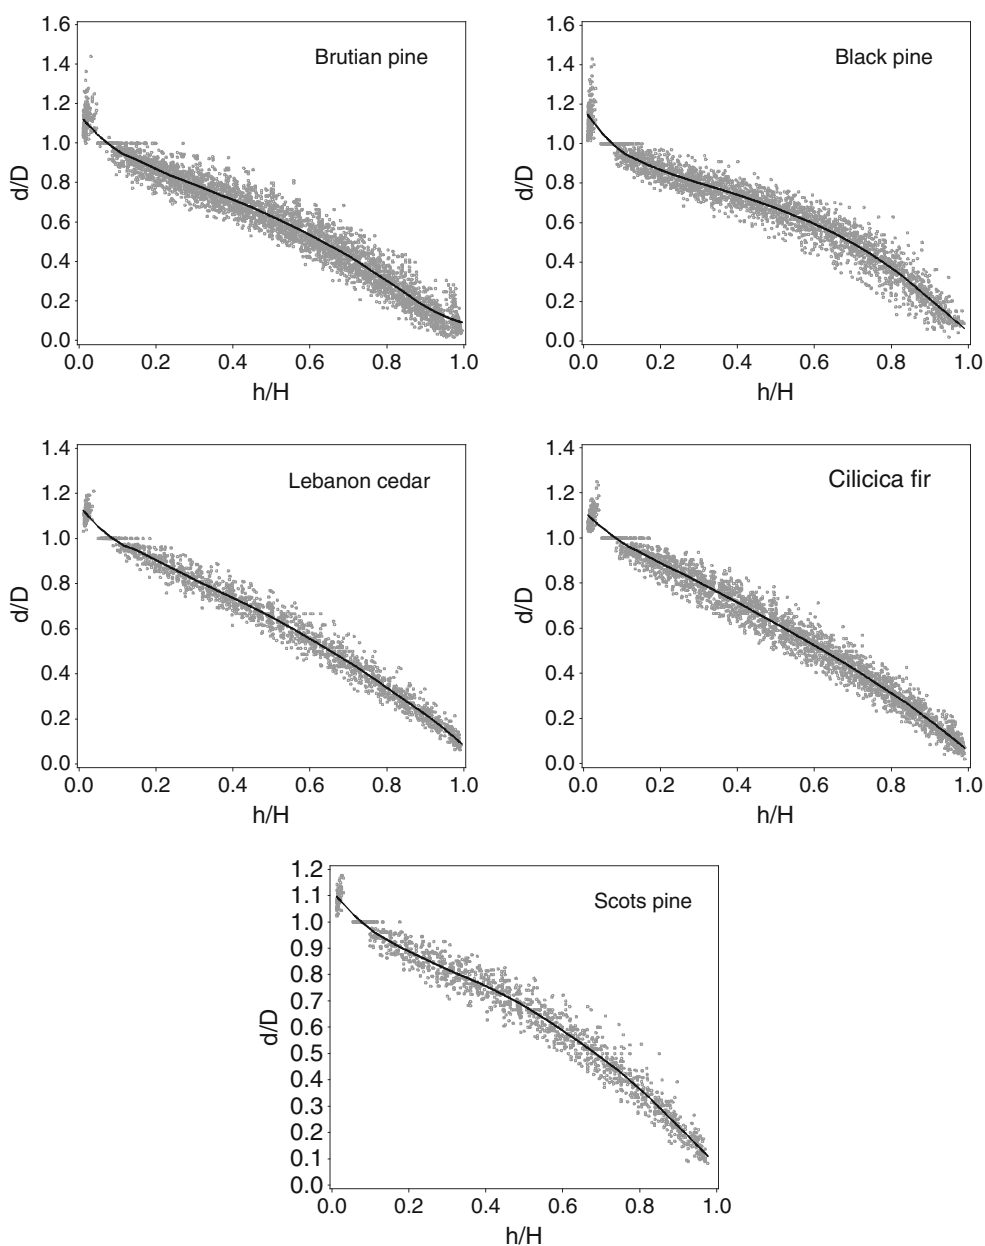 Brutian pine
d/D
1.6
1.4
1.2
1.0
0.8
0.6
0.4
0.2
0.0
0.0 0.2 0.4 0.6 0.8 1.0
h/H
Black pine
d/D
1.6
1.4
1.2
1.0
0.8
0.6
0.4
0.2
0.0
0.0 0.2 0.4 0.6 0.8 1.0
h/H
Lebanon cedar
d/D
1.4
1.2
1.0
0.8
0.6
0.4
0.2
0.0
0.0 0.2 0.4 0.6 0.8 1.0
h/H
Cilicica fir
d/D
1.4
1.2
1.0
0.8
0.6
0.4
0.2
0.0
0.0 0.2 0.4 0.6 0.8 1.0
h/H
Scots pine
d/D
1.2
1.1
1.0
0.9
0.8
0.7
0.6
0.5
0.4
0.3
0.2
0.1
0.0
0.0 0.2 0.4 0.6 0.8 1.0
h/H